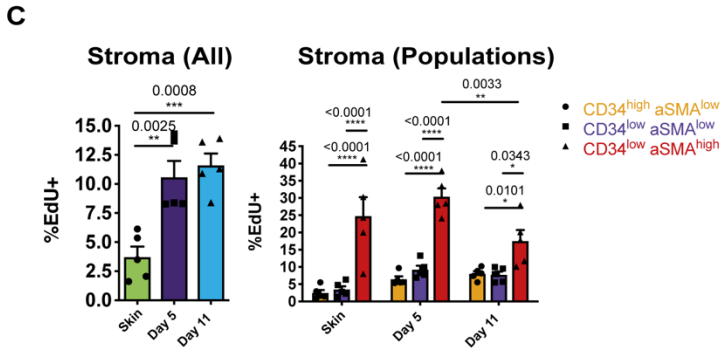 C
Stroma (All)
0.0008
***
0.0025
**
%EdU+
15.0
12.5
10.0
7.5
5.0
2.5
0.0
Skin
Day 5
Day 11
Stroma (Populations)
0.0033
**
<0.0001
****
<0.0001
****
<0.0001
****
<0.0001
****
0.0343
*
0.0101
*
%EdU+
45
40
35
30
25
20
15
10
5
0
Skin
Day 5
Day 11
CD34high aSMAlow
CD34low aSMAlow
CD34low aSMAhigh